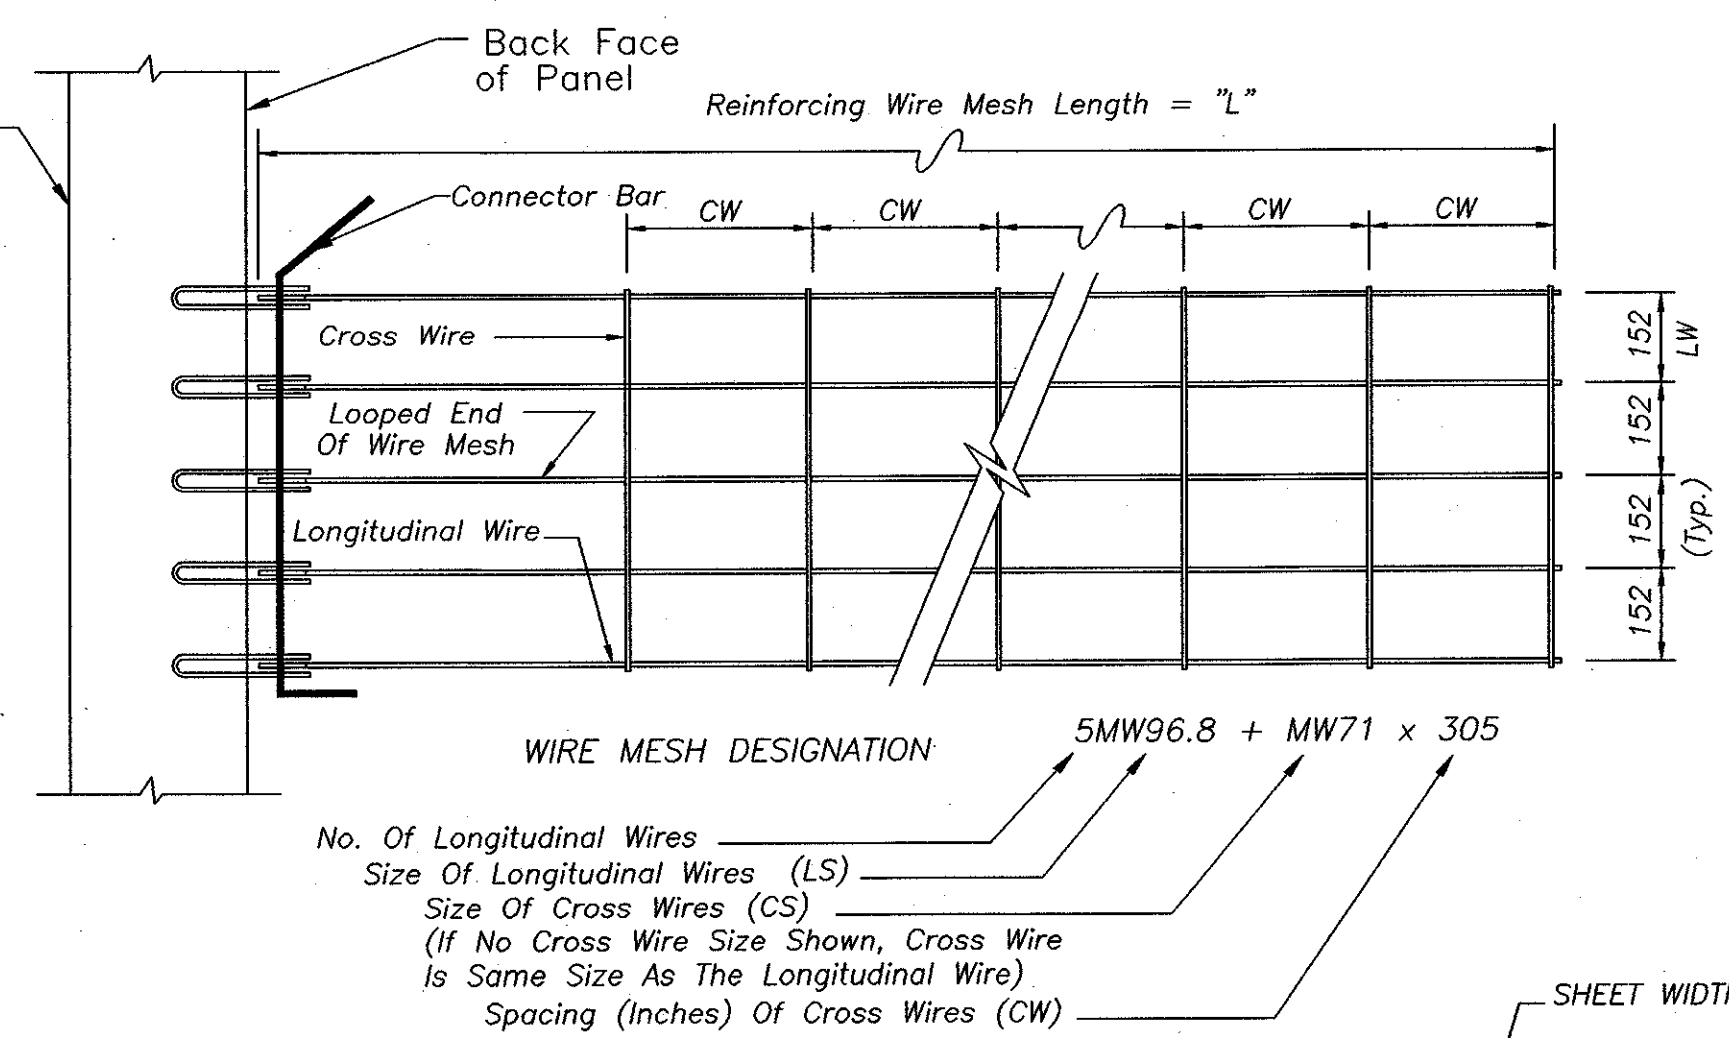 Back Face
of Panel
Reinforcing Wire Mesh Length = "L"
Connector Bar
CW
CW
CW
CW
Cross Wire
Looped End
Of Wire Mesh
Longitudinal Wire
152
LW
152
152
(Typ.)
152
WIRE MESH DESIGNATION
5MW96.8 + MW71 x 305
No. Of Longitudinal Wires
Size Of Longitudinal Wires (LS)
Size Of Cross Wires (CS)
(If No Cross Wire Size Shown, Cross Wire
Is Same Size As The Longitudinal Wire)
Spacing (Inches) Of Cross Wires (CW)
SHEET